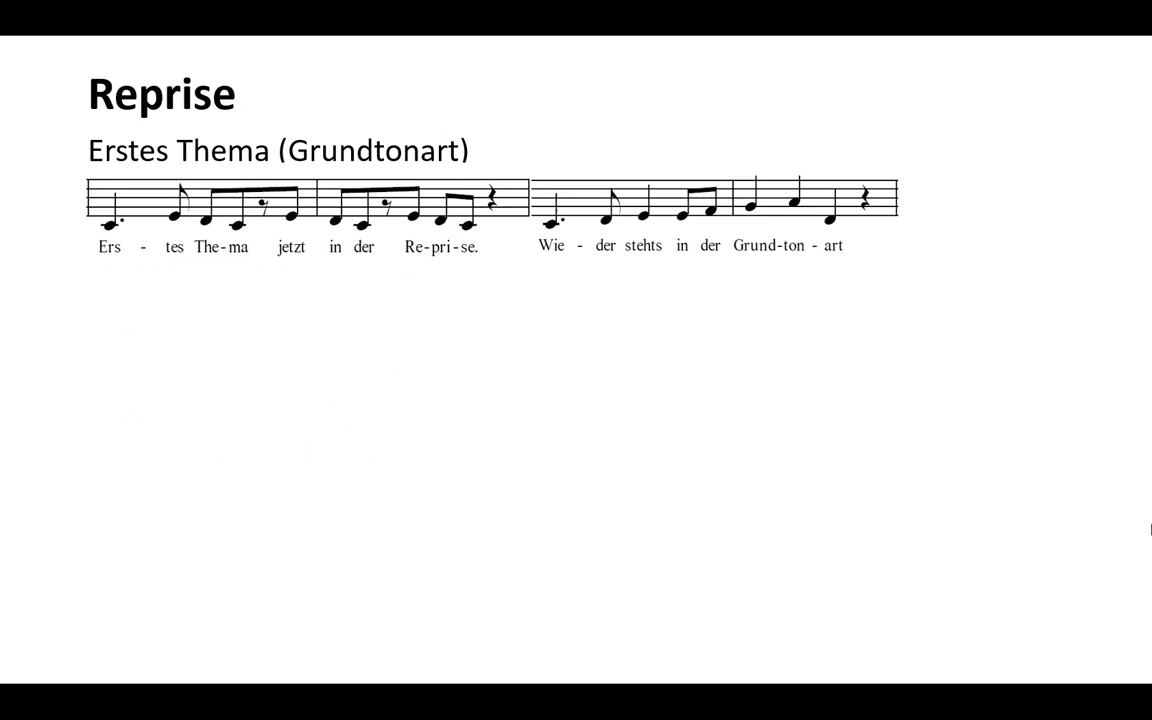 Reprise
Erstes Thema (Grundtonart)
Ers - tes The-ma jetzt in der Re-pri-se. Wie - der stehts in der Grund-ton - art